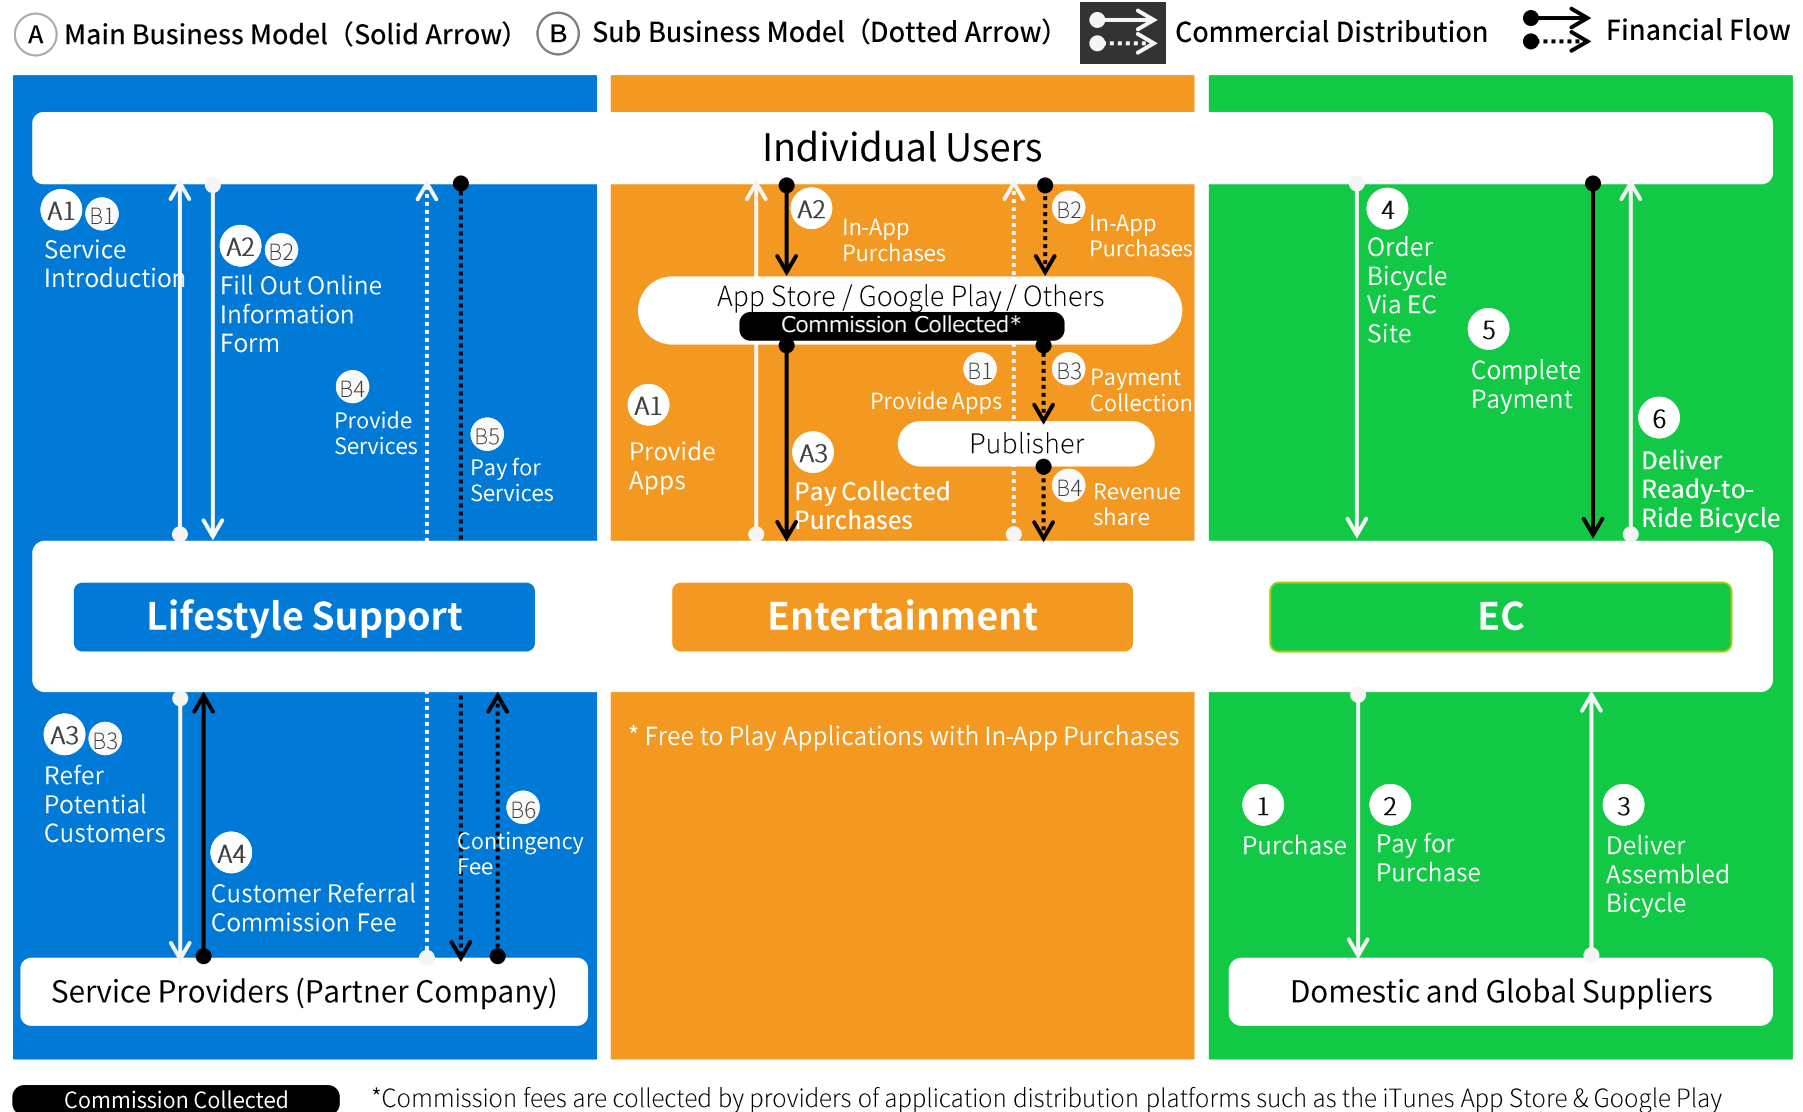 A Main Business Model（Solid Arrow） B Sub Business Model（Dotted Arrow） Commercial Distribution Financial Flow
Individual Users
A1 B1
Service
Introduction
A2 B2
Fill Out Online
Information
Form
B4
Provide
Services
B5
Pay for
Services
A2
In-App
Purchases
B2
In-App
Purchases
App Store / Google Play / Others
Commission Collected*
A1
Provide
Apps
A3
Pay Collected
Purchases
B1
Provide Apps
B3
Payment
Collection
Publisher
B4
Revenue
share
4
Order
Bicycle
Via EC
Site
5
Complete
Payment
6
Deliver
Ready-to-
Ride Bicycle
Lifestyle Support
Entertainment
EC
A3 B3
Refer
Potential
Customers
A4
Customer Referral
Commission Fee
B6
Contingency
Fee
* Free to Play Applications with In-App Purchases
1
Purchase
2
Pay for
Purchase
3
Deliver
Assembled
Bicycle
Service Providers (Partner Company)
Domestic and Global Suppliers
Commission Collected
*Commission fees are collected by providers of application distribution platforms such as the iTunes App Store & Google Play